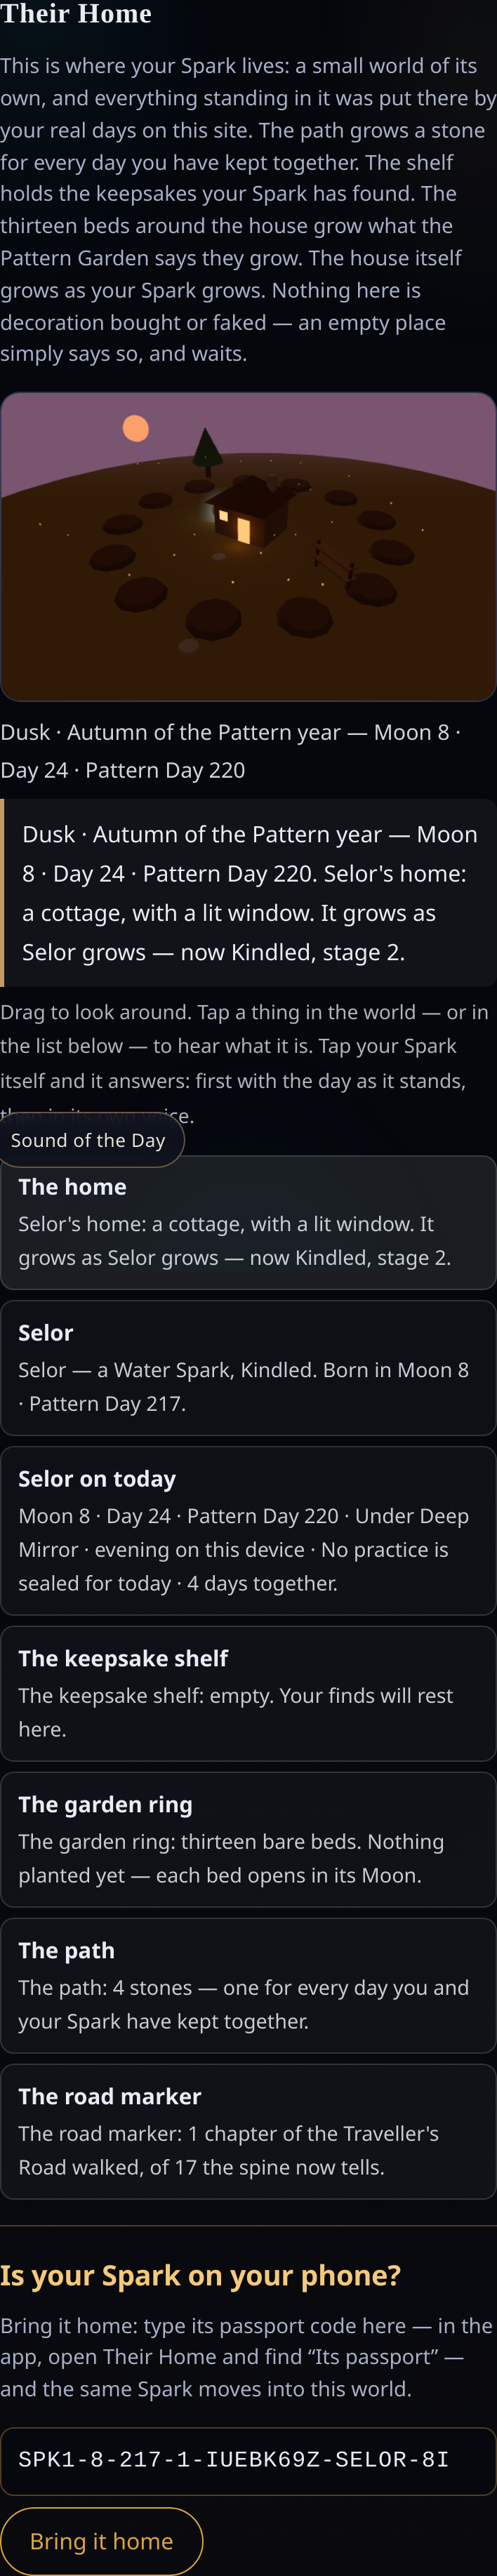 Their Home
This is where your Spark lives: a small world of its
own, and everything standing in it was put there by
your real days on this site. The path grows a stone
for every day you have kept together. The shelf
holds the keepsakes your Spark has found. The
thirteen beds around the house grow what the
Pattern Garden says they grow. The house itself
grows as your Spark grows. Nothing here is
decoration bought or faked — an empty place
simply says so, and waits.
Dusk · Autumn of the Pattern year — Moon 8 ·
Day 24 · Pattern Day 220
Dusk · Autumn of the Pattern year — Moon
8 · Day 24 · Pattern Day 220. Selor's home:
a cottage, with a lit window. It grows as
Selor grows — now Kindled, stage 2.
Drag to look around. Tap a thing in the world — or in
the list below — to hear what it is. Tap your Spark
itself and it answers: first with the day as it stands,
then in its own voice.
Sound of the Day
The home
Selor's home: a cottage, with a lit window. It
grows as Selor grows — now Kindled, stage 2.
Selor
Selor — a Water Spark, Kindled. Born in Moon 8
· Pattern Day 217.
Selor on today
Moon 8 · Day 24 · Pattern Day 220 · Under Deep
Mirror · evening on this device · No practice is
sealed for today · 4 days together.
The keepsake shelf
The keepsake shelf: empty. Your finds will rest
here.
The garden ring
The garden ring: thirteen bare beds. Nothing
planted yet — each bed opens in its Moon.
The path
The path: 4 stones — one for every day you and
your Spark have kept together.
The road marker
The road marker: 1 chapter of the Traveller's
Road walked, of 17 the spine now tells.
Is your Spark on your phone?
Bring it home: type its passport code here — in the
app, open Their Home and find “Its passport” —
and the same Spark moves into this world.
SPK1-8-217-1-IUEBK69Z-SELOR-8I
Bring it home